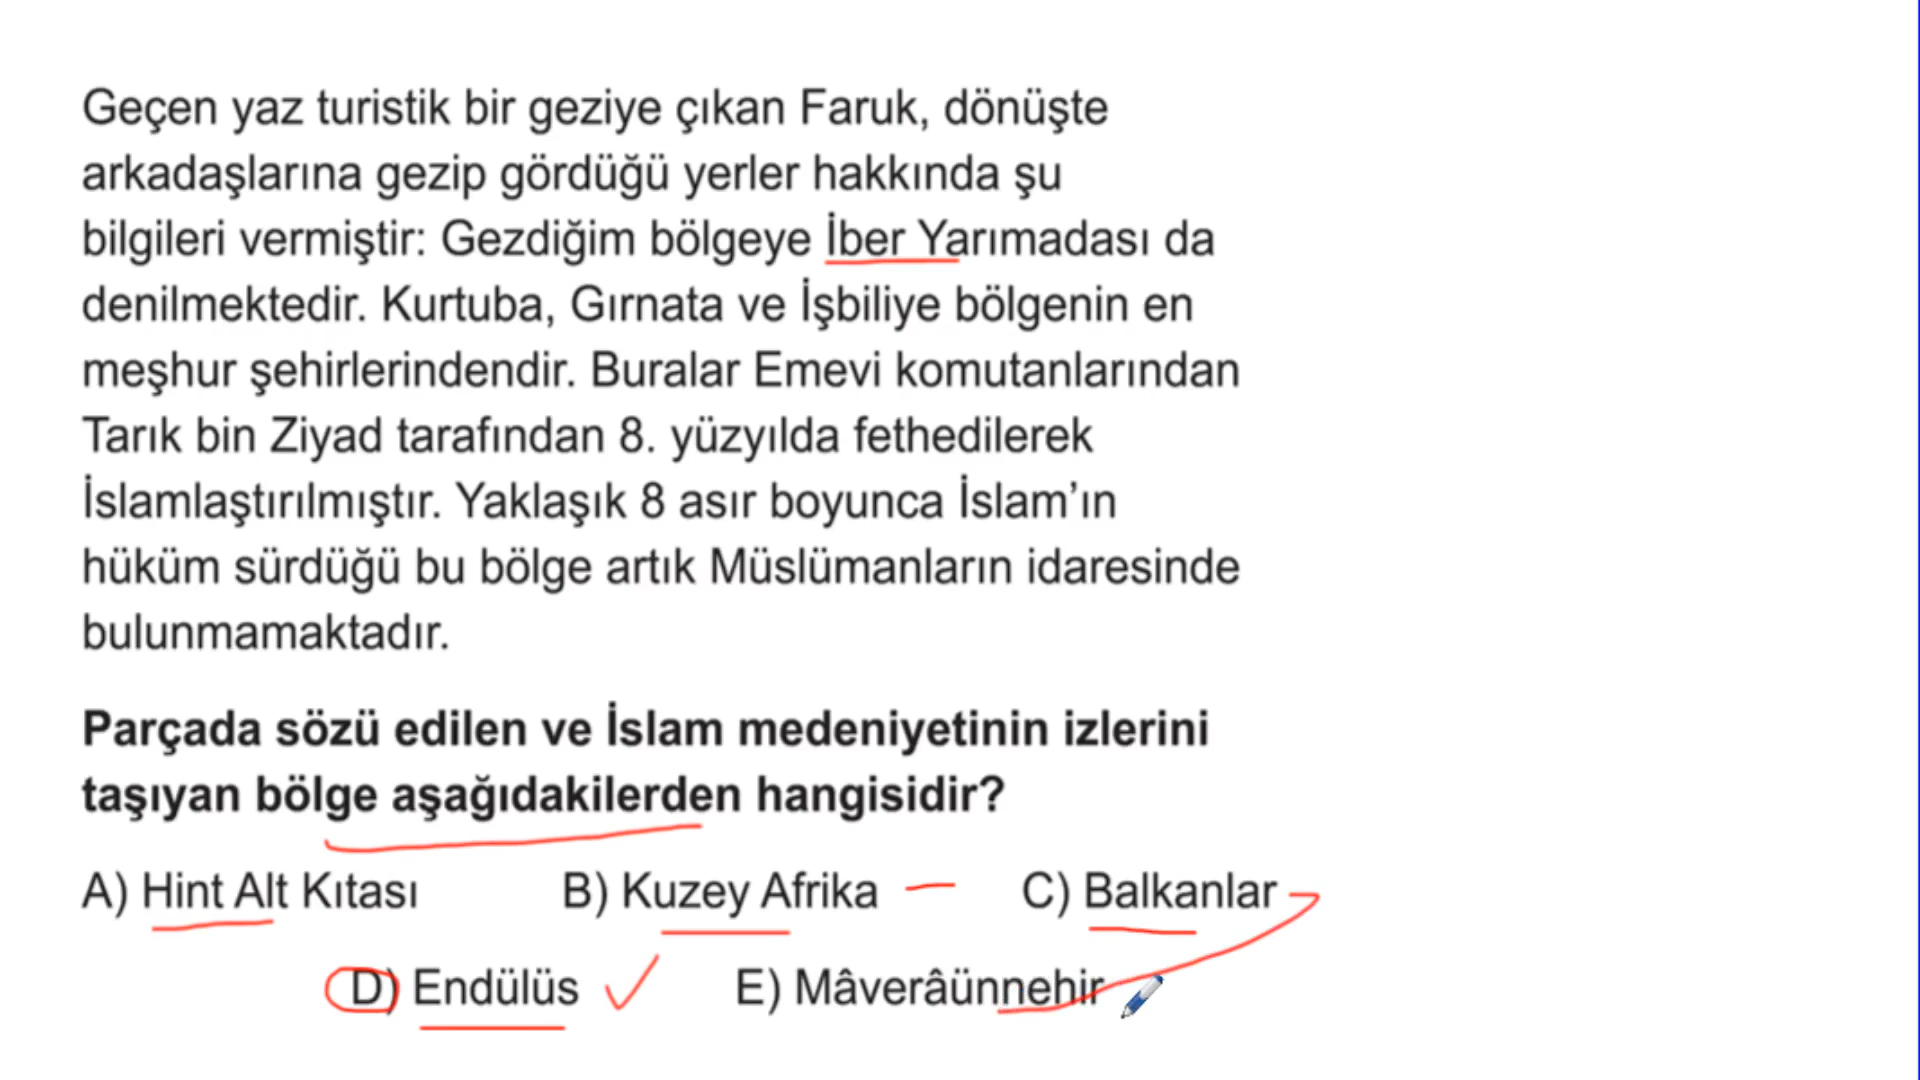 Geçen yaz turistik bir geziye çıkan Faruk, dönüşte
arkadaşlarına gezip gördüğü yerler hakkında şu
bilgileri vermiştir: Gezdiğim bölgeye İber Yarımadası da
denilmektedir. Kurtuba, Gırnata ve İşbiliye bölgenin en
meşhur şehirlerindendir. Buralar Emevi komutanlarından
Tarık bin Ziyad tarafından 8. yüzyılda fethedilerek
İslamlaştırılmıştır. Yaklaşık 8 asır boyunca İslam’ın
hüküm sürdüğü bu bölge artık Müslümanların idaresinde
bulunmamaktadır.
Parçada sözü edilen ve İslam medeniyetinin izlerini
taşıyan bölge aşağıdakilerden hangisidir?
A) Hint Alt Kıtası B) Kuzey Afrika C) Balkanlar
D) Endülüs E) Mâverâünnehir